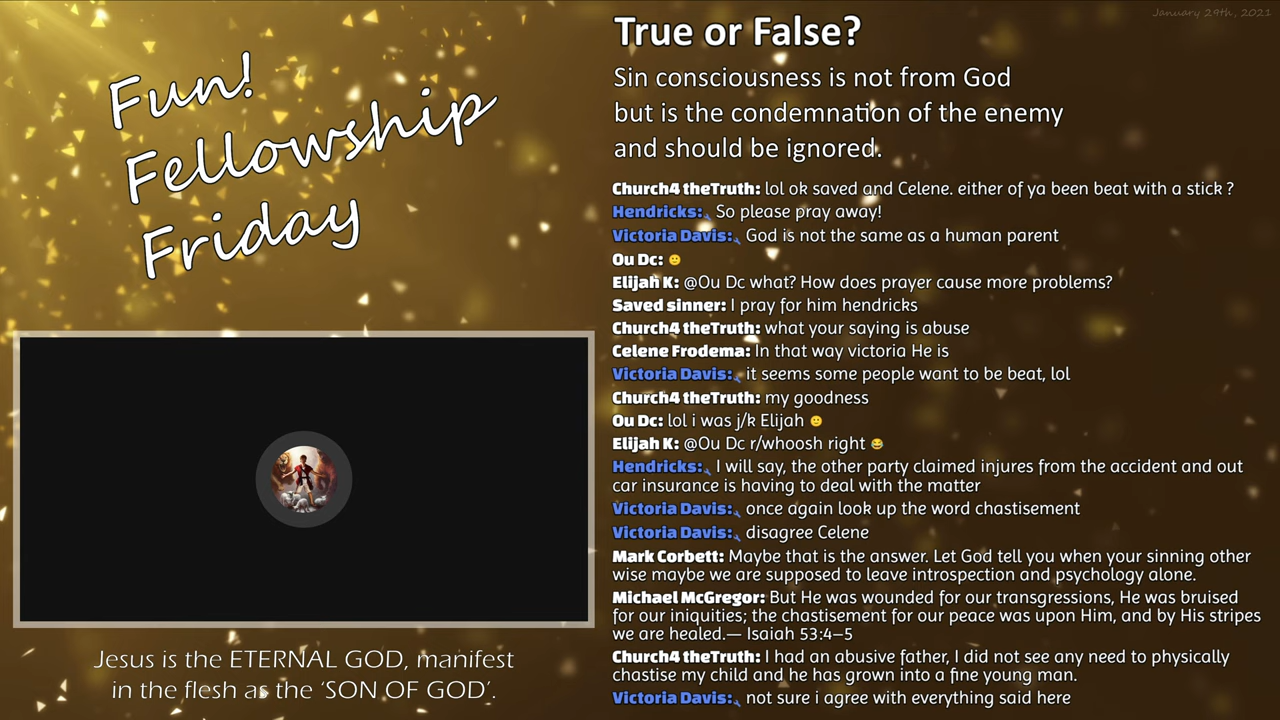 Fun!
Fellowship
Friday
Jesus is the ETERNAL GOD, manifest
in the flesh as the ‘SON OF GOD’.
January 29th, 2021
True or False?
Sin consciousness is not from God
but is the condemnation of the enemy
and should be ignored.
Church4 theTruth: lol ok saved and Celene. either of ya been beat with a stick ?
Hendricks: So please pray away!
Victoria Davis: God is not the same as a human parent
Ou Dc: 🙂
Elijah K: @Ou Dc what? How does prayer cause more problems?
Saved sinner: I pray for him hendricks
Church4 theTruth: what your saying is abuse
Celene Frodema: In that way victoria He is
Victoria Davis: it seems some people want to be beat, lol
Church4 theTruth: my goodness
Ou Dc: lol i was j/k Elijah 🙂
Elijah K: @Ou Dc r/whoosh right 😂
Hendricks: I will say, the other party claimed injures from the accident and out
car insurance is having to deal with the matter
Victoria Davis: once again look up the word chastisement
Victoria Davis: disagree Celene
Mark Corbett: Maybe that is the answer. Let God tell you when your sinning other
wise maybe we are supposed to leave introspection and psychology alone.
Michael McGregor: But He was wounded for our transgressions, He was bruised
for our iniquities; the chastisement for our peace was upon Him, and by His stripes
we are healed.— Isaiah 53:4–5
Church4 theTruth: I had an abusive father, I did not see any need to physically
chastise my child and he has grown into a fine young man.
Victoria Davis: not sure i agree with everything said here